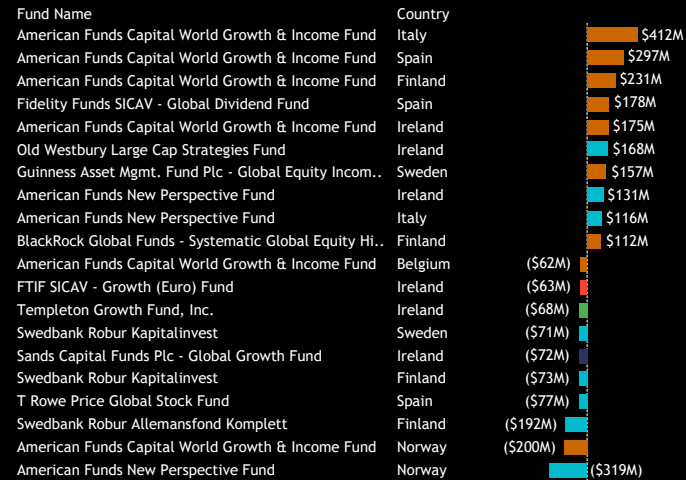 Fund Name Country
American Funds Capital World Growth & Income Fund Italy $412M
American Funds Capital World Growth & Income Fund Spain $297M
American Funds Capital World Growth & Income Fund Finland $231M
Fidelity Funds SICAV - Global Dividend Fund Spain $178M
American Funds Capital World Growth & Income Fund Ireland $175M
Old Westbury Large Cap Strategies Fund Ireland $168M
Guinness Asset Mgmt. Fund Plc - Global Equity Incom.. Sweden $157M
American Funds New Perspective Fund Ireland $131M
American Funds New Perspective Fund Italy $116M
BlackRock Global Funds - Systematic Global Equity Hi.. Finland $112M
American Funds Capital World Growth & Income Fund Belgium ($62M)
FTIF SICAV - Growth (Euro) Fund Ireland ($63M)
Templeton Growth Fund, Inc. Ireland ($68M)
Swedbank Robur Kapitalinvest Sweden ($71M)
Sands Capital Funds Plc - Global Growth Fund Ireland ($72M)
Swedbank Robur Kapitalinvest Finland ($73M)
T Rowe Price Global Stock Fund Spain ($77M)
Swedbank Robur Allemansfond Komplett Finland ($192M)
American Funds Capital World Growth & Income Fund Norway ($200M)
American Funds New Perspective Fund Norway ($319M)